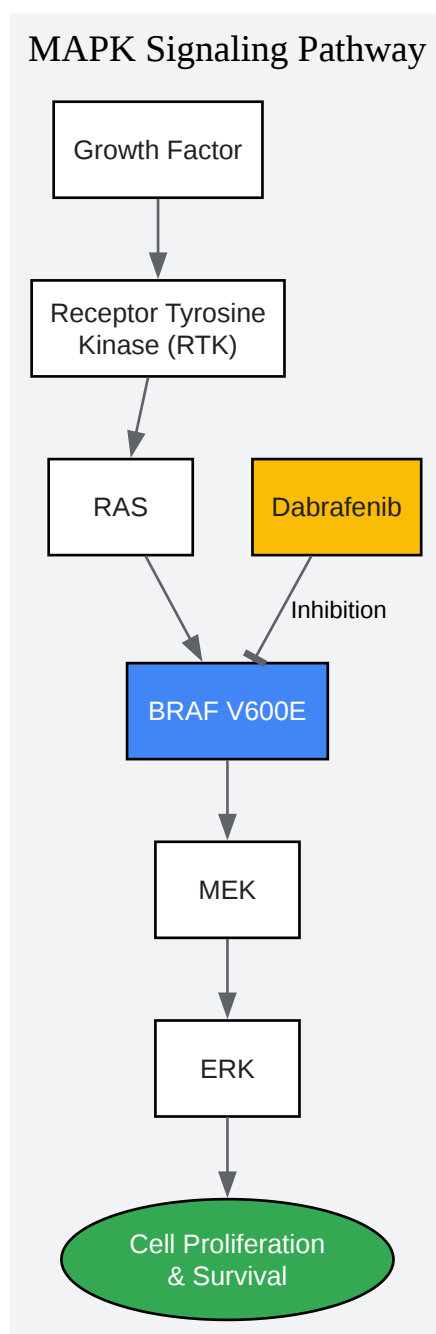 MAPK Signaling Pathway
Growth Factor
Receptor Tyrosine
Kinase (RTK)
RAS
Dabrafenib
Inhibition
BRAF V600E
MEK
ERK
Cell Proliferation
& Survival